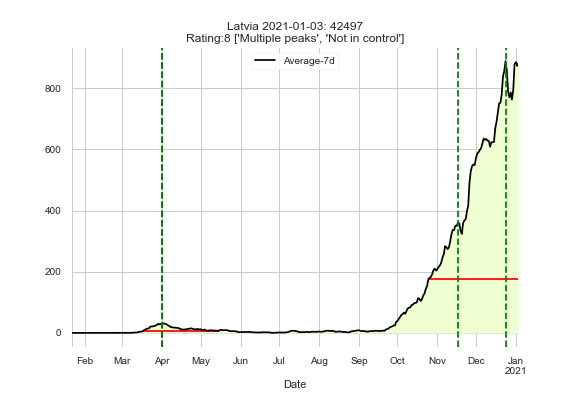 Latvia 2021-01-03: 42497
Rating:8 ['Multiple peaks', 'Not in control']
Average-7d
800
600
400
200
0
Feb Mar Apr May Jun Jul Aug Sep Oct Nov Dec Jan
2021
Date